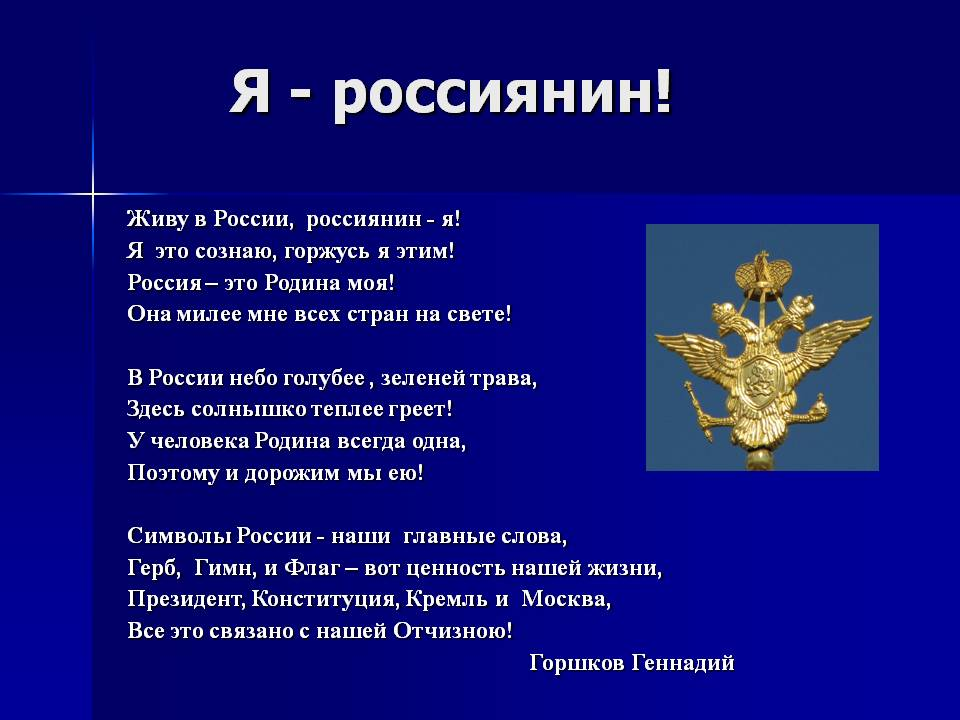 Я - россиянин!
Живу в России,  россиянин - я!
Я  это сознаю, горжусь я этим!
Россия – это Родина моя!
Она милее мне всех стран на свете!
В России небо голубее , зеленей трава,
Здесь солнышко теплее греет!
У человека Родина всегда одна,
Поэтому и дорожим мы ею!
Символы России - наши  главные слова,
Герб,  Гимн, и Флаг – вот ценность нашей жизни,
Президент, Конституция, Кремль и  Москва,
Все это связано с нашей Отчизною!
Горшков Геннадий